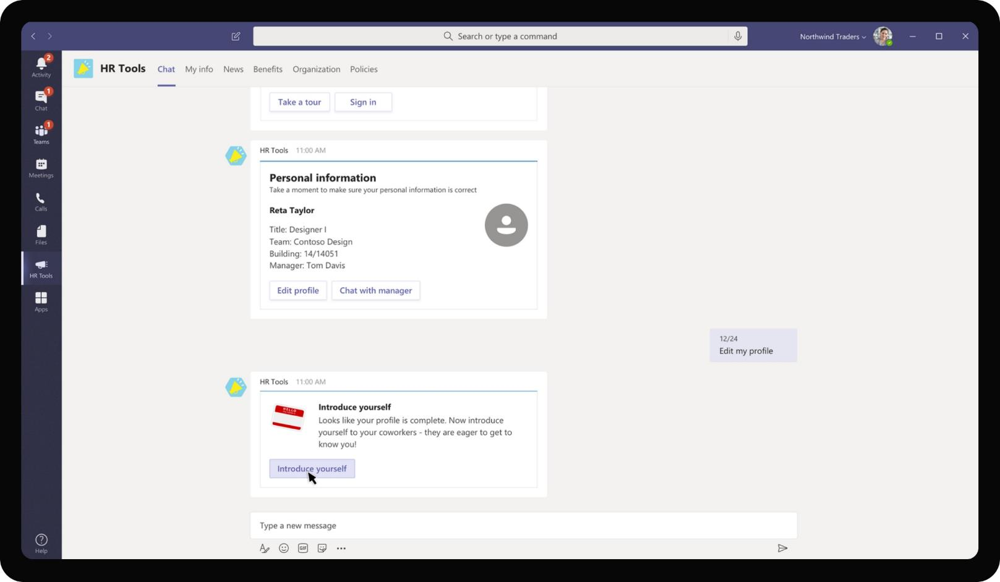 Search or type a command
Northwind Traders
2
Activity
1
Chat
1
Teams
Meetings
Calls
Files
HR Tools
Apps
Help
HR Tools
Chat
My info
News
Benefits
Organization
Policies
Take a tour
Sign in
HR Tools 11:00 AM
Personal information
Take a moment to make sure your personal information is correct
Reta Taylor
Title: Designer I
Team: Contoso Design
Building: 14/14051
Manager: Tom Davis
Edit profile
Chat with manager
12/24
Edit my profile
HR Tools 11:00 AM
HELLO
Introduce yourself
Looks like your profile is complete. Now introduce
yourself to your coworkers - they are eager to get to
know you!
Introduce yourself
Type a new message
GIF